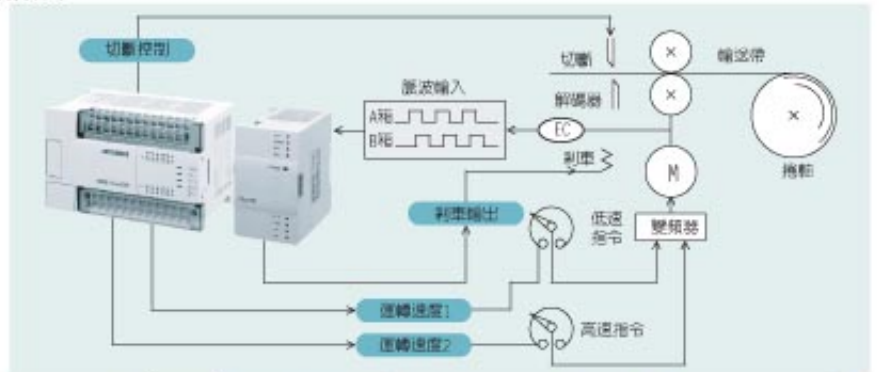 切斷控制
脈波輸入
A相
B相
切斷
解碼器
EC
輸送帶
捲軸
剎車
M
剎車輸出
低速
指令
變頻器
運轉速度1
運轉速度2
高速指令